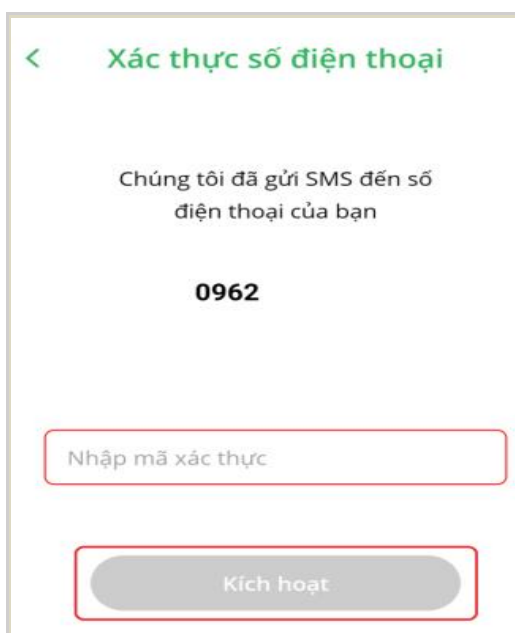 < Xác thực số điện thoại
Chúng tôi đã gửi SMS đến số
điện thoại của bạn
0962
Nhập mã xác thực
Kích hoạt